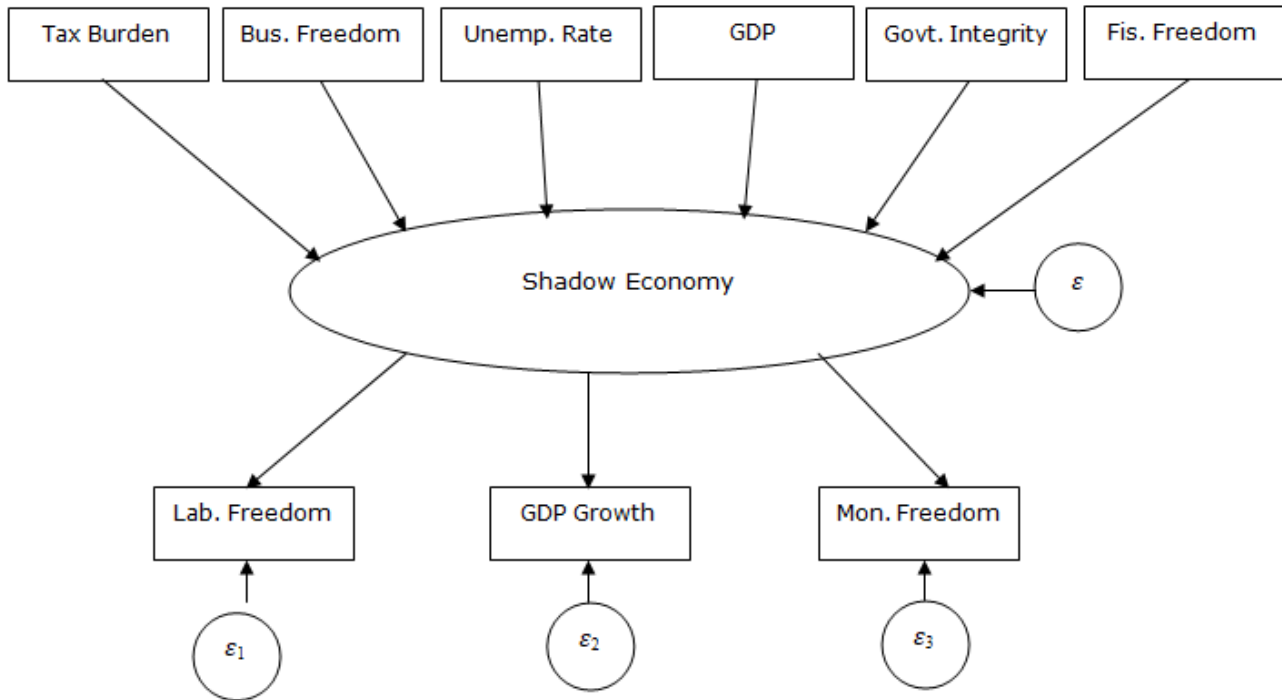 Tax Burden
Bus. Freedom
Unemp. Rate
GDP
Govt. Integrity
Fis. Freedom
Shadow Economy
ε
Lab. Freedom
GDP Growth
Mon. Freedom
ε₁
ε₂
ε₃